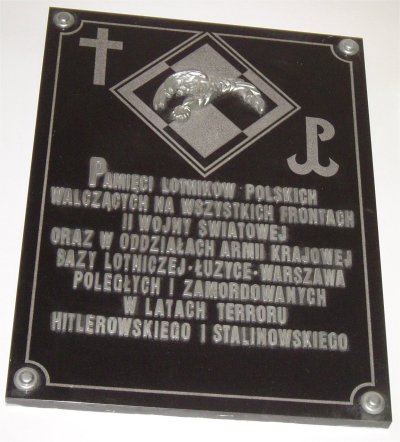 PAMIĘCI LOTNIKÓW POLSKICH
WALCZĄCYCH NA WSZYSTKICH FRONTACH
II WOJNY ŚWIATOWEJ
ORAZ W ODDZIAŁACH ARMII KRAJOWEJ
BAZY LOTNICZEJ·ŁUŻYCE·WARSZAWA
POLEGŁYCH I ZAMORDOWANYCH
W LATACH TERRORU
HITLEROWSKIEGO I STALINOWSKIEGO